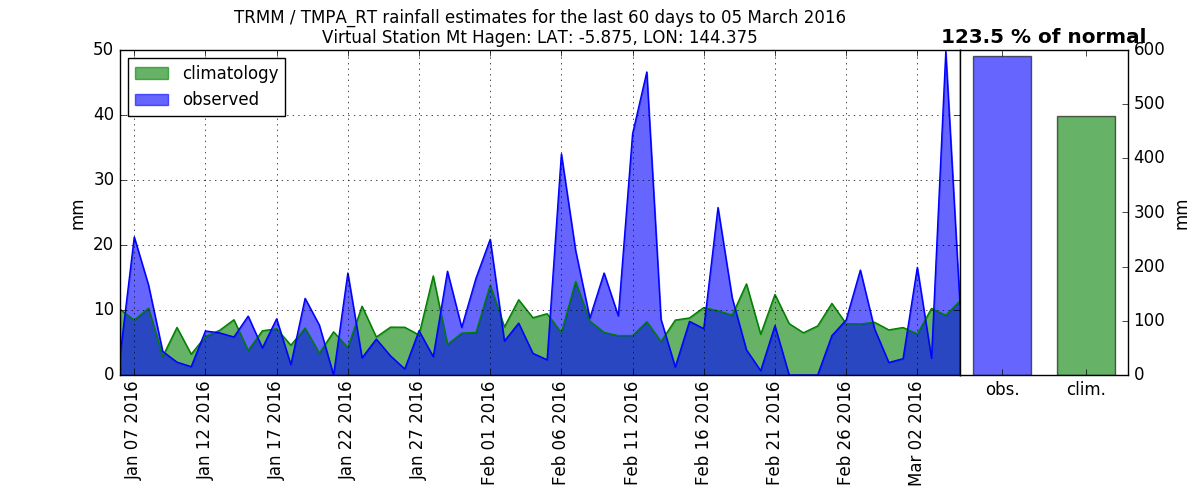 TRMM / TMPA_RT rainfall estimates for the last 60 days to 05 March 2016
Virtual Station Mt Hagen: LAT: -5.875, LON: 144.375
123.5 % of normal
climatology
observed
50
40
30
20
10
0
mm
Jan 07 2016
Jan 12 2016
Jan 17 2016
Jan 22 2016
Jan 27 2016
Feb 01 2016
Feb 06 2016
Feb 11 2016
Feb 16 2016
Feb 21 2016
Feb 26 2016
Mar 02 2016
obs.
clim.
600
500
400
300
200
100
0
mm